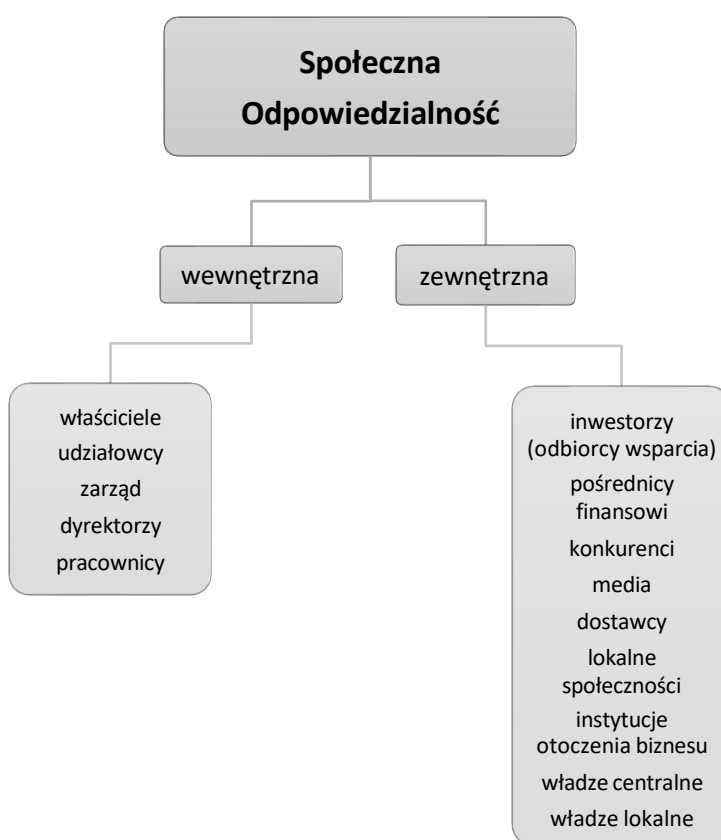 Społeczna
Odpowiedzialność
wewnętrzna
zewnętrzna
właściciele
udziałowcy
zarząd
dyrektorzy
pracownicy
inwestorzy
(odbiorcy wsparcia)
pośrednicy
finansowi
konkurenci
media
dostawcy
lokalne
społeczności
instytucje
otoczenia biznesu
władze centralne
władze lokalne